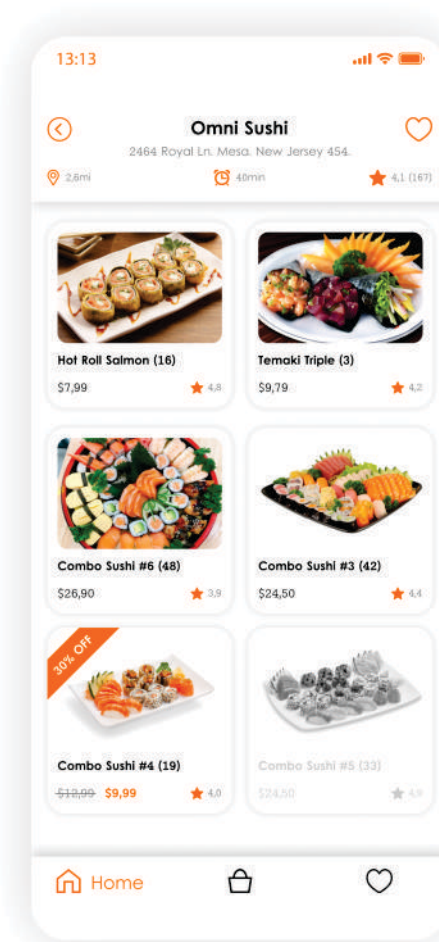 13:13
Omni Sushi
2464 Royal Ln. Mesa. New Jersey 454.
2,6mi 40min 4,1 (167)
Hot Roll Salmon (16) Temaki Triple (3)
$7,99 4,8 $9,79 4,2
Combo Sushi #6 (48) Combo Sushi #3 (42)
$26,90 3,9 $24,50 4,4
30% OFF
Combo Sushi #4 (19) Combo Sushi #5 (33)
$12,99 $9,99 4,0 $24,50 4,9
Home